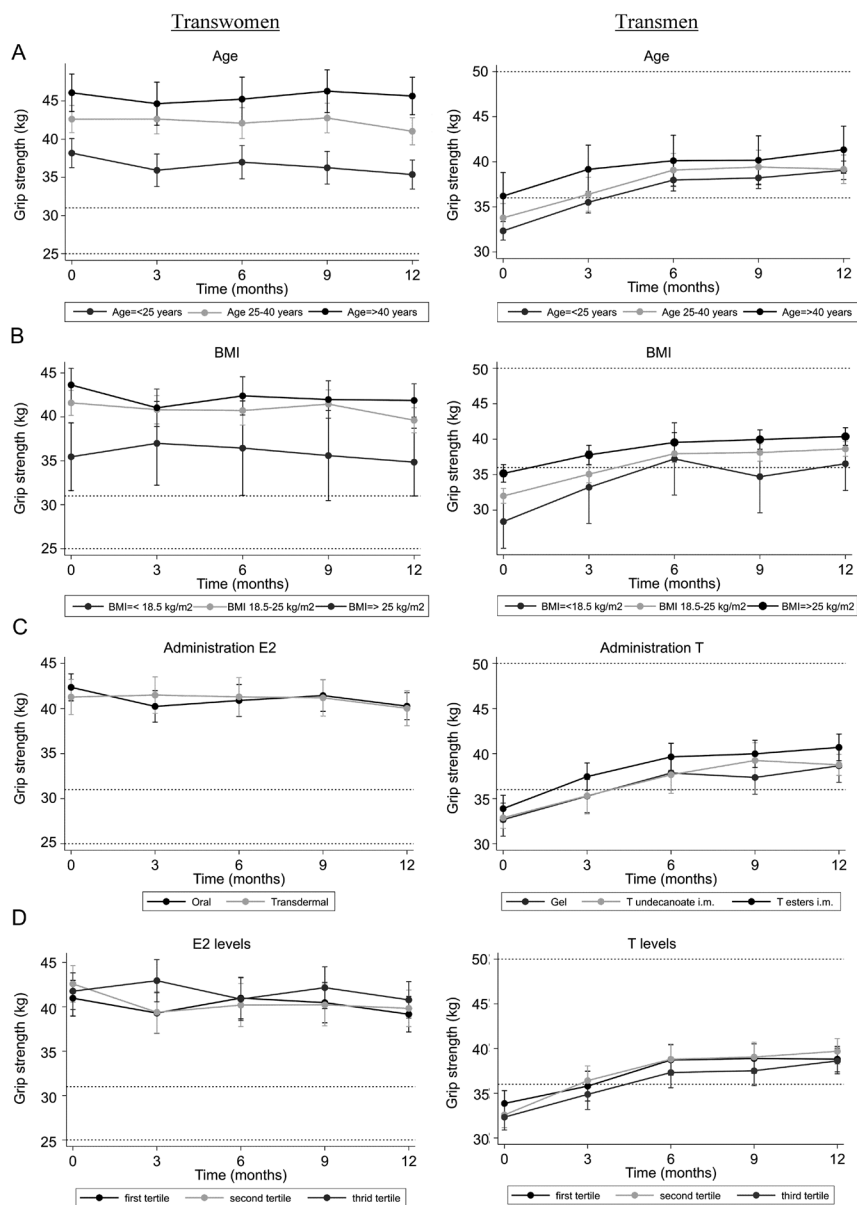 Transwomen
Transmen
A
Age
Grip strength (kg)
45
40
35
30
25
0 3 6 9 12
Time (months)
Age=<25 years Age 25-40 years Age=>40 years
Age
Grip strength (kg)
50
45
40
35
30
0 3 6 9 12
Time (months)
Age=<25 years Age 25-40 years Age=>40 years
B
BMI
Grip strength (kg)
45
40
35
30
25
0 3 6 9 12
Time (months)
BMI=< 18.5 kg/m2 BMI 18.5-25 kg/m2 BMI=> 25 kg/m2
BMI
Grip strength (kg)
50
45
40
35
30
0 3 6 9 12
Time (months)
BMI=<18.5 kg/m2 BMI 18.5-25 kg/m2 BMI=>25 kg/m2
C
Administration E2
Grip strength (kg)
45
40
35
30
25
0 3 6 9 12
Time (months)
Oral Transdermal
Administration T
Grip strength (kg)
50
45
40
35
30
0 3 6 9 12
Time (months)
Gel T undecanoate i.m. T esters i.m.
D
E2 levels
Grip strength (kg)
45
40
35
30
25
0 3 6 9 12
Time (months)
first tertile second tertile third tertile
T levels
Grip strength (kg)
50
45
40
35
30
0 3 6 9 12
Time (months)
first tertile second tertile third tertile